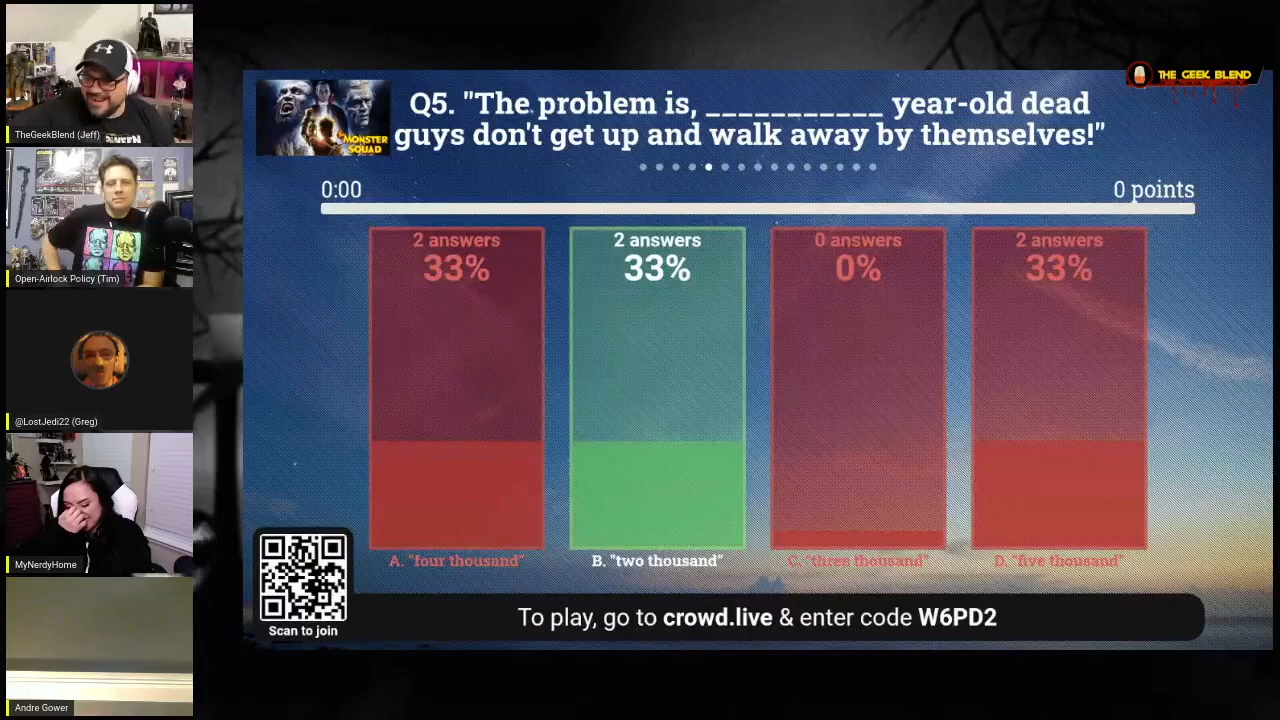 TheGeekBlend (Jeff)
Open-Airlock Policy (Tim)
@LostJedi22 (Greg)
MyNerdyHome
Andre Gower
THE GEEK BLEND
MONSTER
SQUAD
Q5. "The problem is, ___________ year-old dead
guys don't get up and walk away by themselves!"
0:00
0 points
2 answers
33%
2 answers
33%
0 answers
0%
2 answers
33%
A. "four thousand"
B. "two thousand"
C. "three thousand"
D. "five thousand"
Scan to join
To play, go to crowd.live & enter code W6PD2